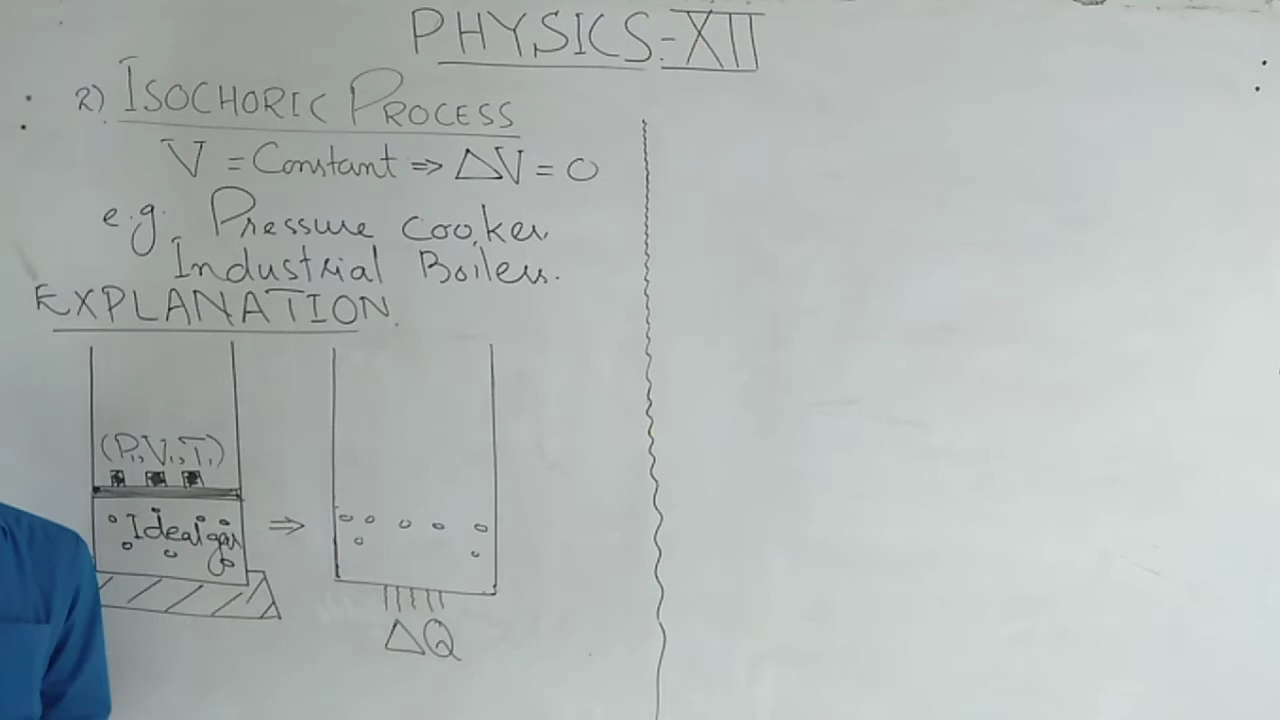 PHYSICS-XII
2) ISOCHORIC PROCESS
V = Constant ⇒ ΔV = 0
e.g. Pressure Cooker
Industrial Boilers.
EXPLANATION.
(P₁, V₁, T₁)
Ideal gas
⇒
ΔQ